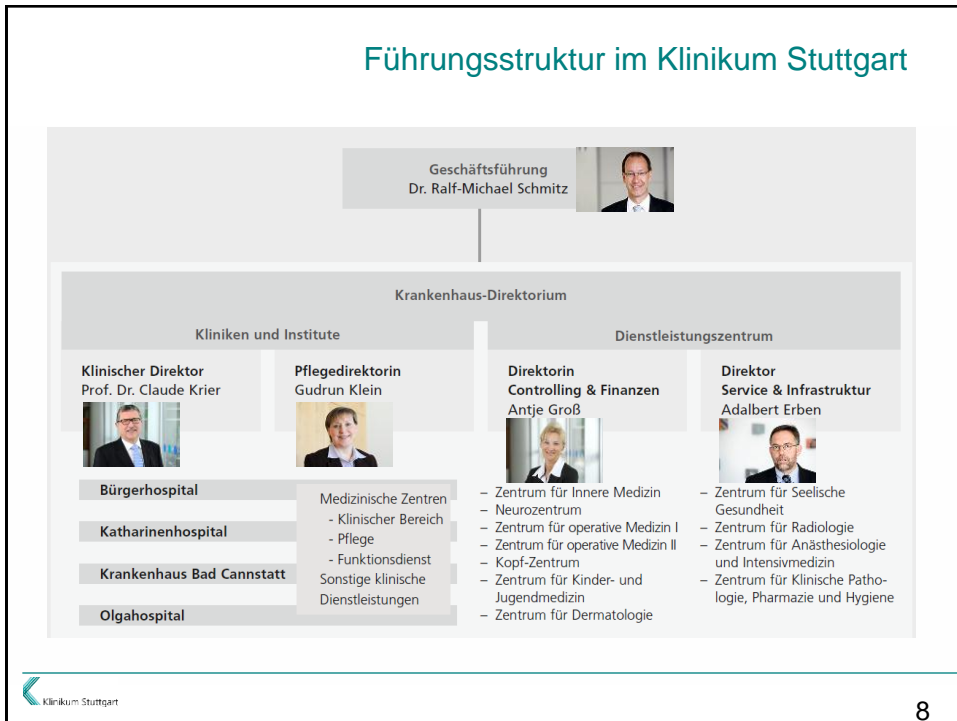 Führungsstruktur im Klinikum Stuttgart
Geschäftsführung
Dr. Ralf-Michael Schmitz
Krankenhaus-Direktorium
Kliniken und Institute
Dienstleistungszentrum
Klinischer Direktor
Prof. Dr. Claude Krier
Pflegedirektorin
Gudrun Klein
Direktorin
Controlling & Finanzen
Antje Groß
Direktor
Service & Infrastruktur
Adalbert Erben
Bürgerhospital
Katharinenhospital
Krankenhaus Bad Cannstatt
Olgahospital
Medizinische Zentren
- Klinischer Bereich
- Pflege
- Funktionsdienst
Sonstige klinische
Dienstleistungen
– Zentrum für Innere Medizin
– Neurozentrum
– Zentrum für operative Medizin I
– Zentrum für operative Medizin II
– Kopf-Zentrum
– Zentrum für Kinder- und
Jugendmedizin
– Zentrum für Dermatologie
– Zentrum für Seelische
Gesundheit
– Zentrum für Radiologie
– Zentrum für Anästhesiologie
und Intensivmedizin
– Zentrum für Klinische Patho-
logie, Pharmazie und Hygiene
Klinikum Stuttgart
8